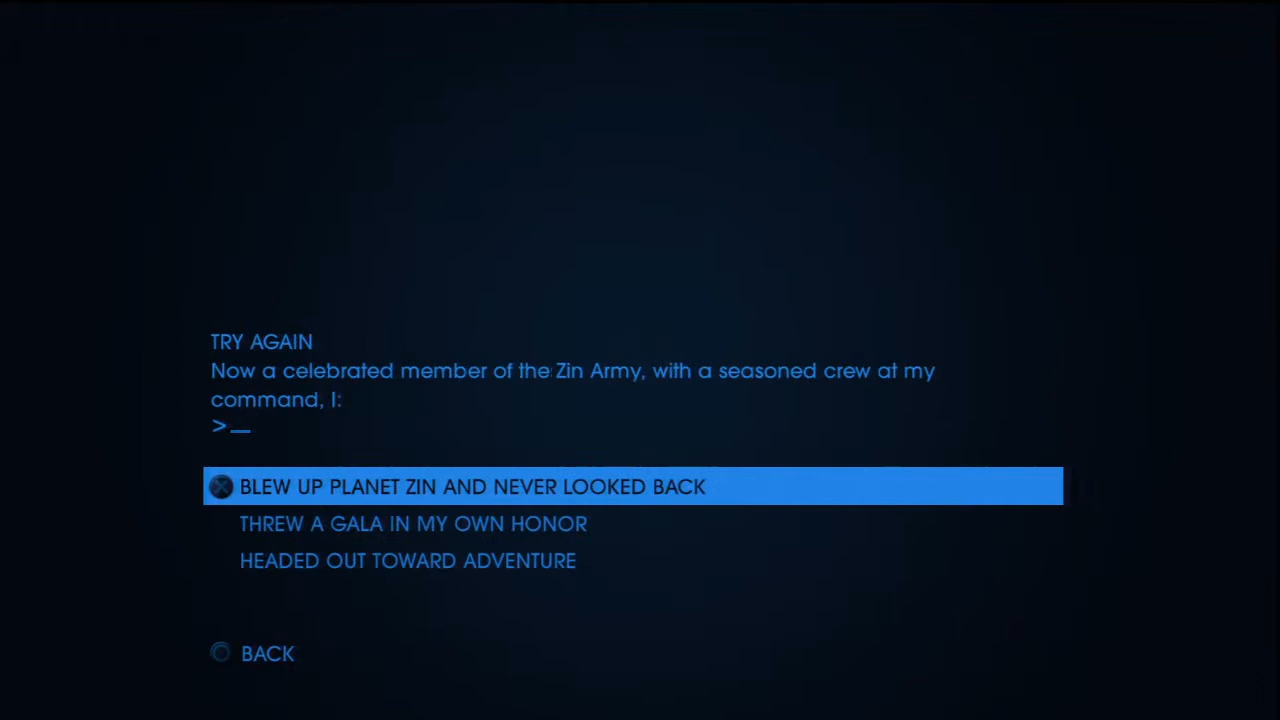 TRY AGAIN
Now a celebrated member of the Zin Army, with a seasoned crew at my
command, I:
>_
BLEW UP PLANET ZIN AND NEVER LOOKED BACK
THREW A GALA IN MY OWN HONOR
HEADED OUT TOWARD ADVENTURE
BACK